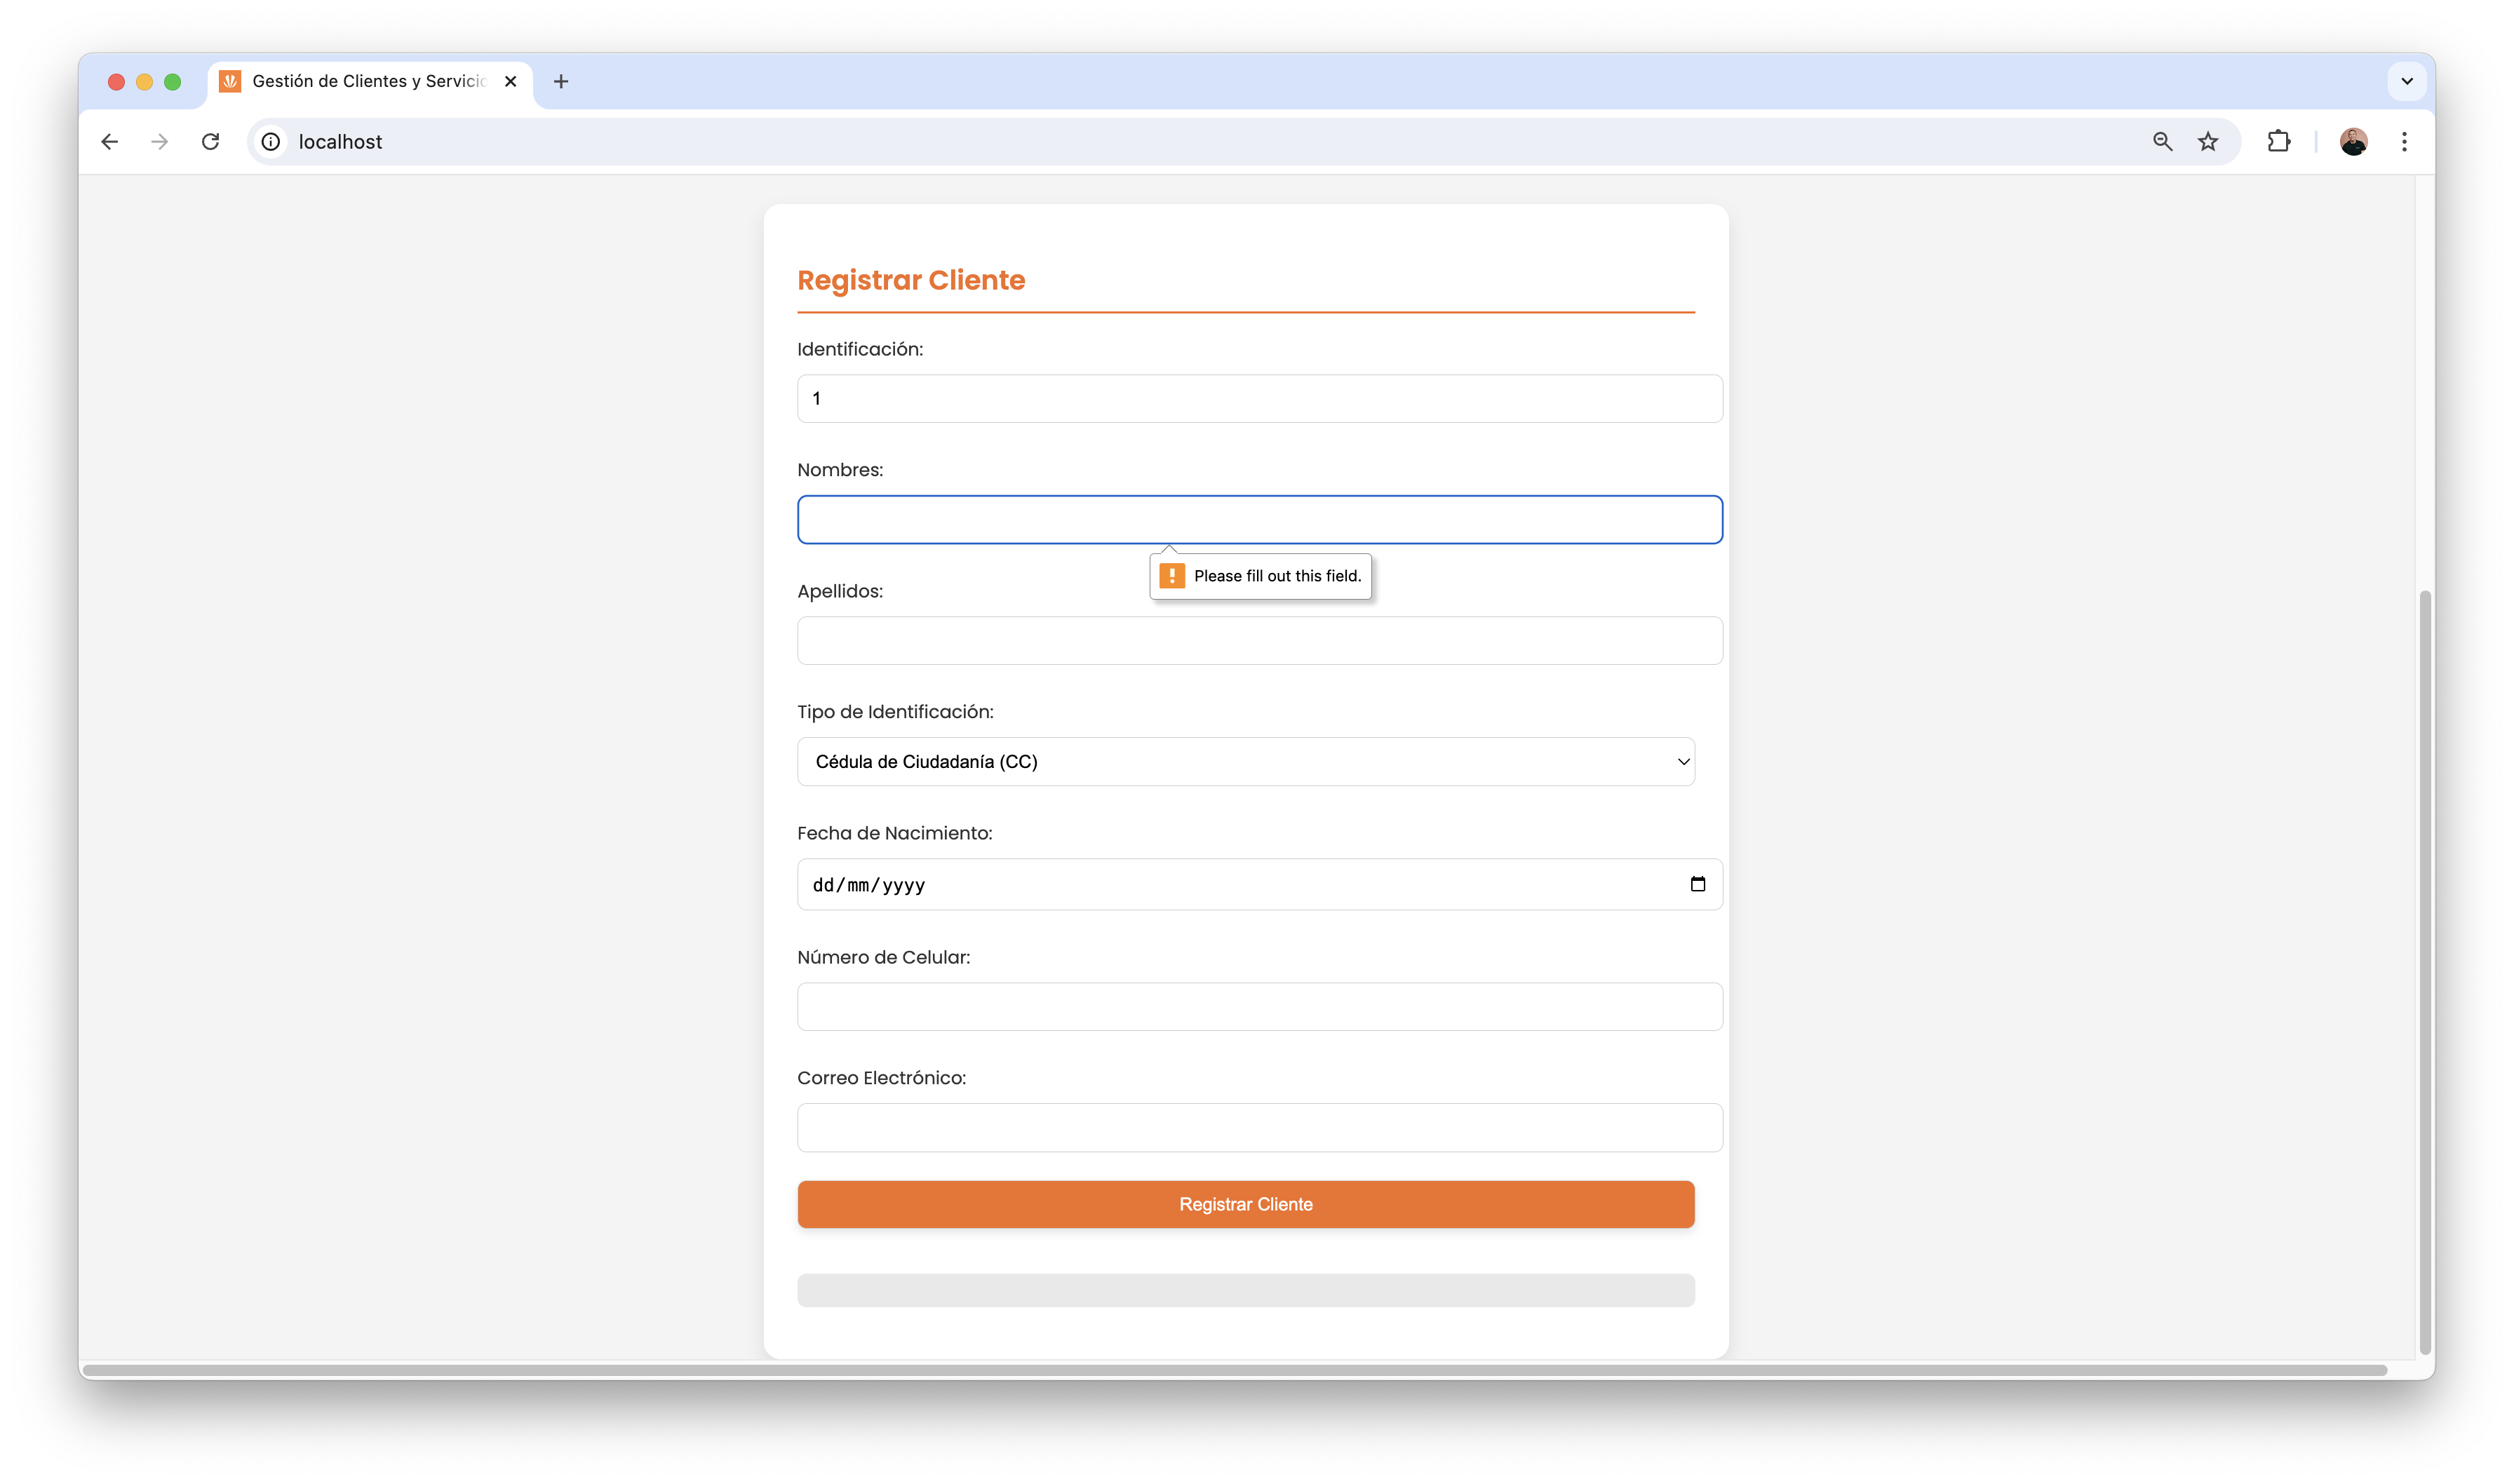 Gestión de Clientes y Servicio
localhost
Registrar Cliente
Identificación:
1
Nombres:
Please fill out this field.
Apellidos:
Tipo de Identificación:
Cédula de Ciudadanía (CC)
Fecha de Nacimiento:
dd/mm/yyyy
Número de Celular:
Correo Electrónico:
Registrar Cliente